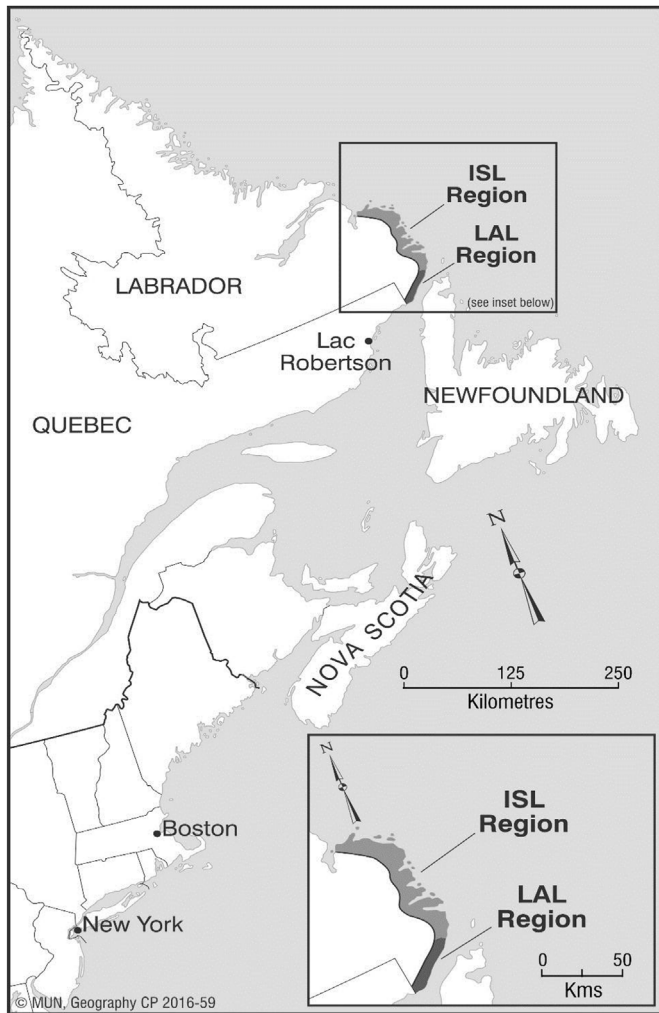 ISL
Region
LAL
Region
(see inset below)
LABRADOR
Lac
Robertson
NEWFOUNDLAND
QUEBEC
N
NOVA SCOTIA
0 125 250
Kilometres
N
ISL
Region
LAL
Region
0 50
Kms
Boston
New York
© MUN, Geography CP 2016-59